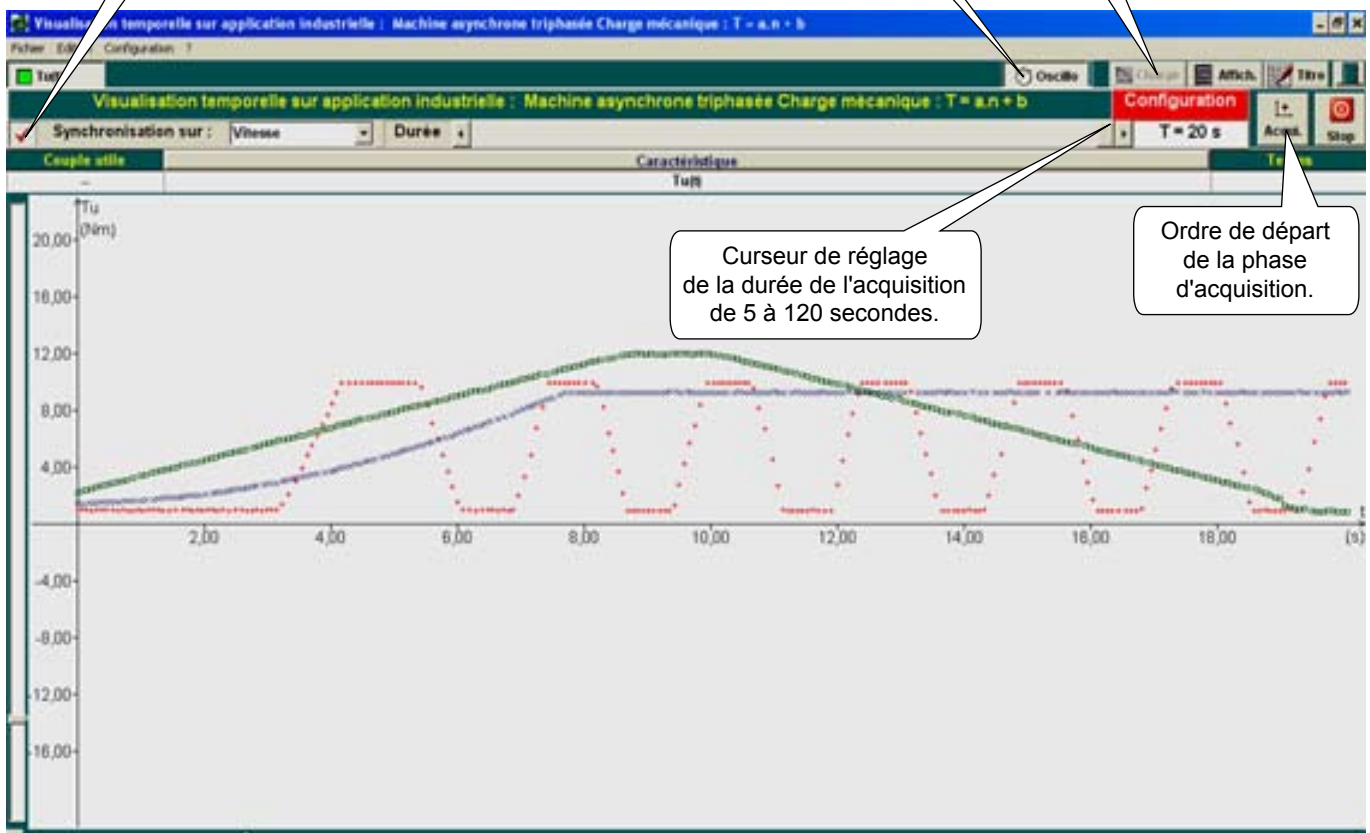 Visualisation temporelle sur application industrielle : Machine asynchrone triphasée Charge mécanique : T = a.n + b
Fichier Configuration ?
Oscillo Charge Affich. Titre
Visualisation temporelle sur application industrielle : Machine asynchrone triphasée Charge mécanique : T = a.n + b
Configuration
Synchronisation sur : Vitesse Durée T = 20 s Acquis. Stop
Couple utile Caractéristique
-- Tu(t)
Tu
(Nm)
20,00
16,00
12,00
8,00
4,00
-4,00
-8,00
-12,00
-16,00
2,00 4,00 6,00 8,00 10,00 12,00 14,00 16,00 18,00
t
(s)
Curseur de réglage
de la durée de l'acquisition
de 5 à 120 secondes.
Ordre de départ
de la phase
d'acquisition.